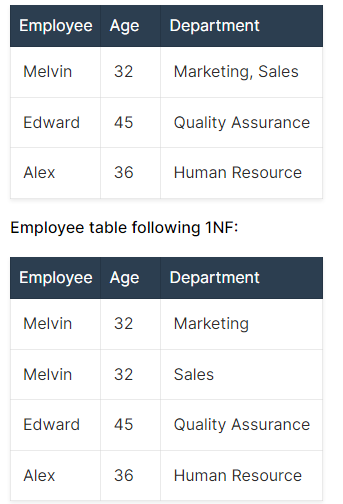 Employee Age Department
Melvin 32 Marketing, Sales
Edward 45 Quality Assurance
Alex 36 Human Resource
Employee table following 1NF:
Employee Age Department
Melvin 32 Marketing
Melvin 32 Sales
Edward 45 Quality Assurance
Alex 36 Human Resource